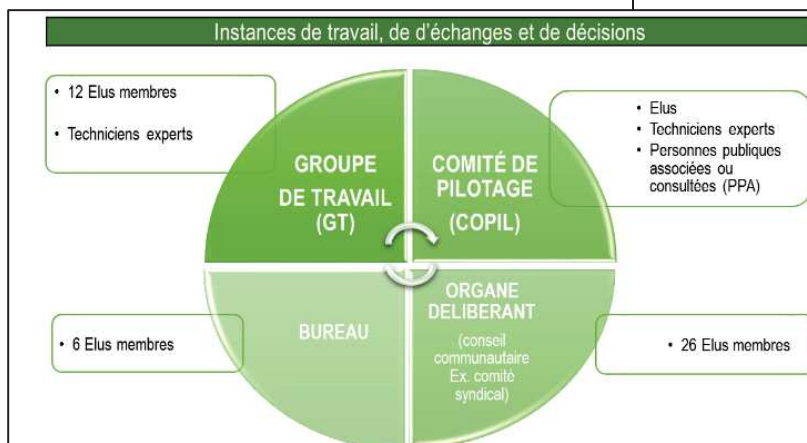 Instances de travail, de d'échanges et de décisions
• 12 Elus membres
• Techniciens experts
GROUPE
DE TRAVAIL
(GT)
COMITÉ DE
PILOTAGE
(COPIL)
• Elus
• Techniciens experts
• Personnes publiques
associées ou
consultées (PPA)
• 6 Elus membres
BUREAU
ORGANE
DELIBERANT
(conseil
communautaire
Ex. comité
syndical)
• 26 Elus membres